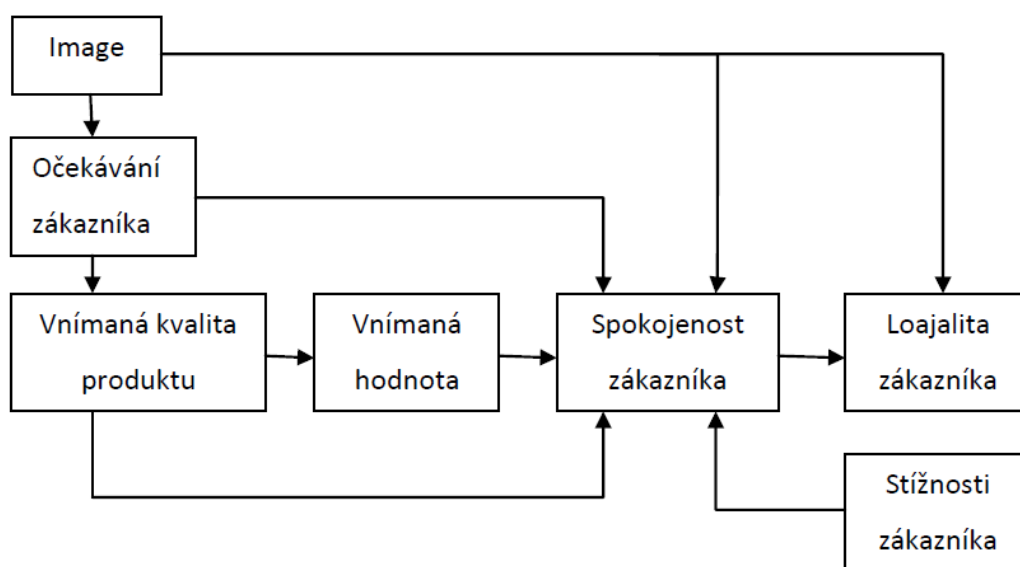 Image
Očekávání
zákazníka
Vnímaná kvalita
produktu
Vnímaná
hodnota
Spokojenost
zákazníka
Loajalita
zákazníka
Stížnosti
zákazníka